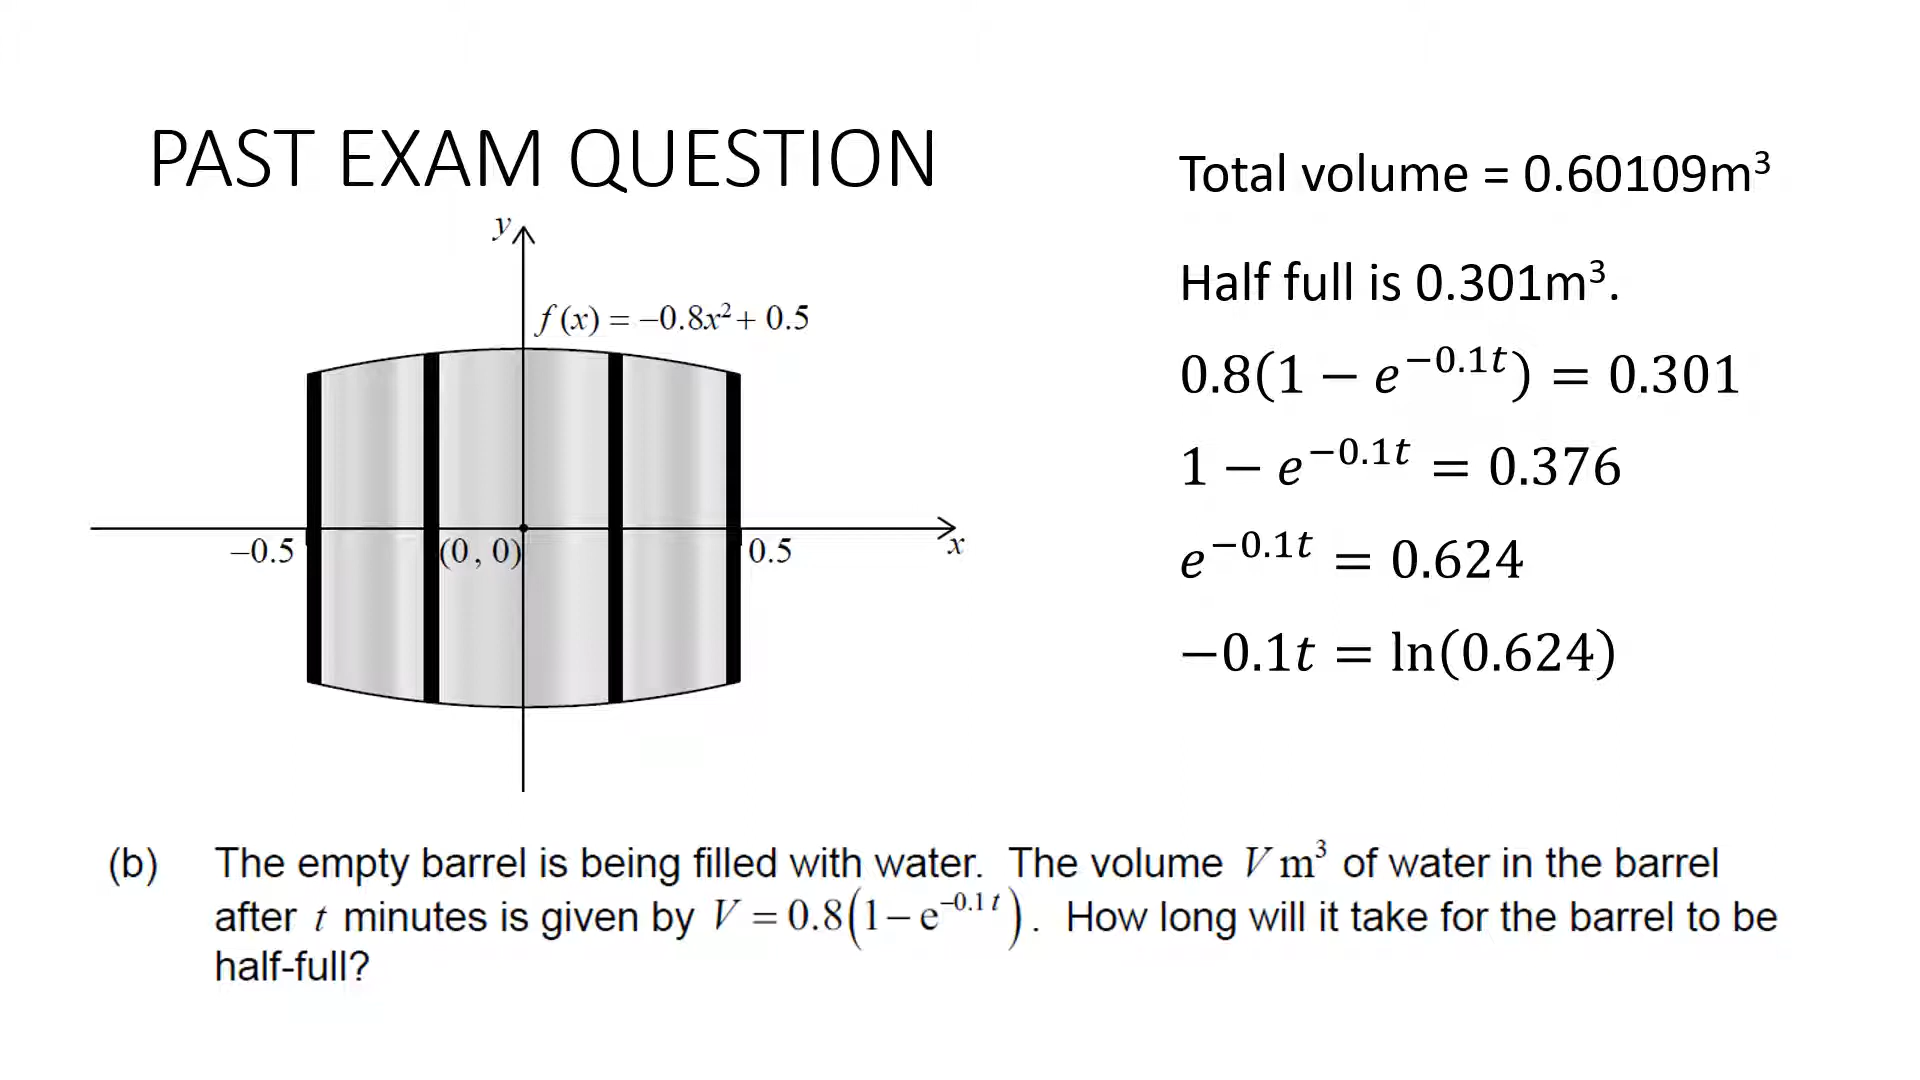 PAST EXAM QUESTION
y
f(x) = −0.8x² + 0.5
−0.5
(0, 0)
0.5
x
Total volume = 0.60109m³
Half full is 0.301m³.
0.8(1 − e^{−0.1t}) = 0.301
1 − e^{−0.1t} = 0.376
e^{−0.1t} = 0.624
−0.1t = ln(0.624)
(b) The empty barrel is being filled with water. The volume V m³ of water in the barrel
after t minutes is given by V = 0.8(1 − e^{−0.1t}). How long will it take for the barrel to be
half-full?